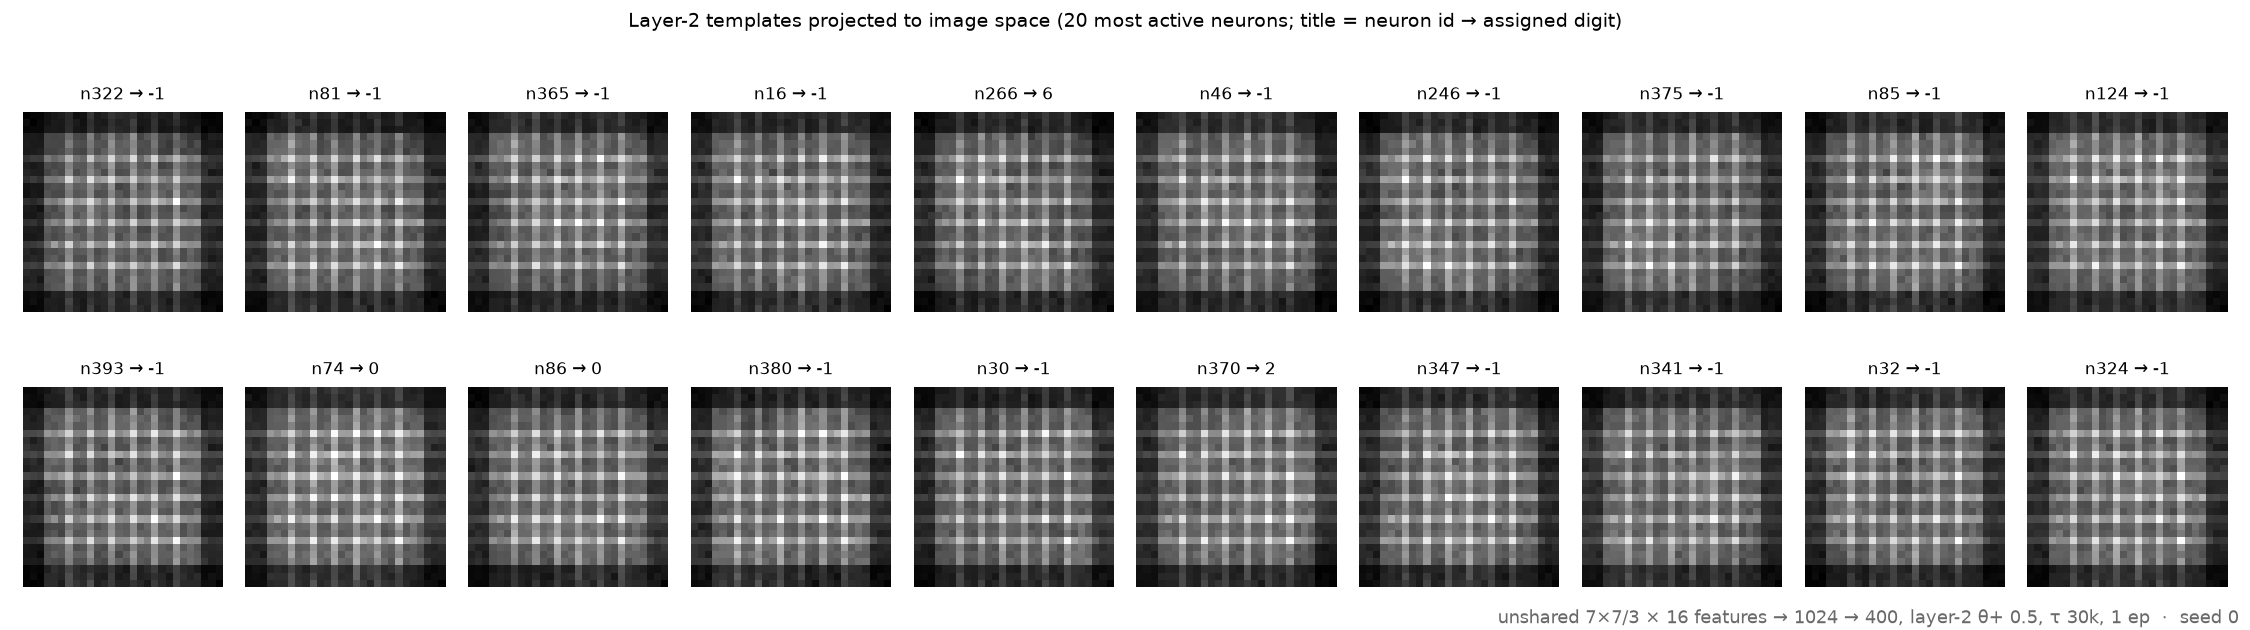 Layer-2 templates projected to image space (20 most active neurons; title = neuron id → assigned digit)
n322 → -1 n81 → -1 n365 → -1 n16 → -1 n266 → 6 n46 → -1 n246 → -1 n375 → -1 n85 → -1 n124 → -1
n393 → -1 n74 → 0 n86 → 0 n380 → -1 n30 → -1 n370 → 2 n347 → -1 n341 → -1 n32 → -1 n324 → -1
unshared 7×7/3 × 16 features → 1024 → 400, layer-2 θ+ 0.5, τ 30k, 1 ep · seed 0